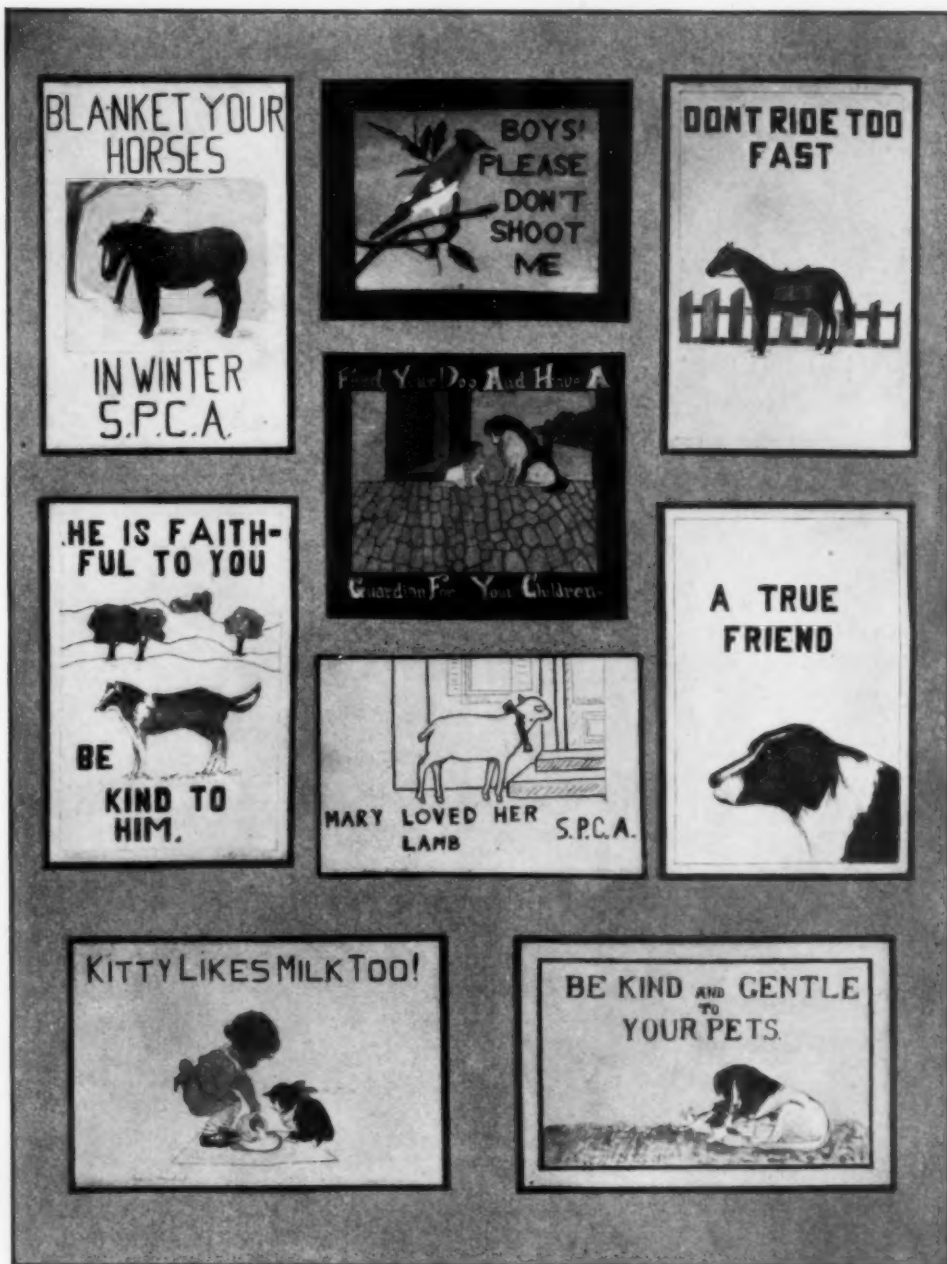 BLANKET YOUR
HORSES
IN WINTER
S.P.C.A.
BOYS!
PLEASE
DON'T
SHOOT
ME
DONT RIDE TOO
FAST
Feed Your Dog And Have A
Guardian For Your Children
HE IS FAITH-
FUL TO YOU
BE
KIND TO
HIM.
MARY LOVED HER
LAMB
S.P.C.A.
A TRUE
FRIEND
KITTY LIKES MILK TOO!
BE KIND AND GENTLE
TO
YOUR PETS.